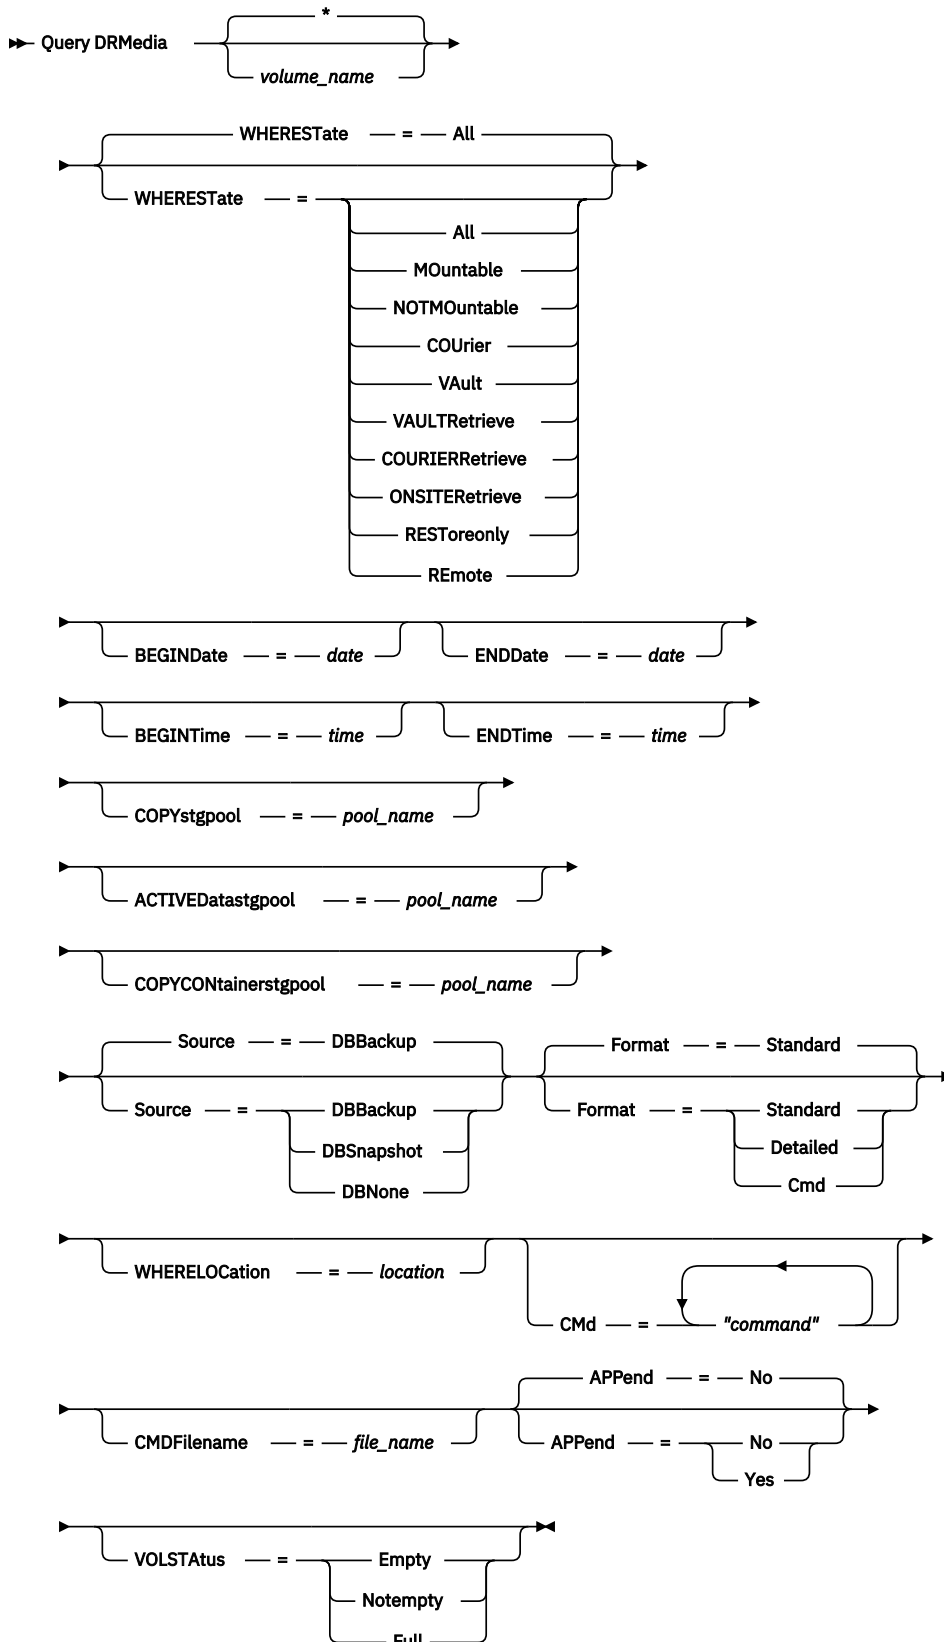 *
Query DRMedia
volume_name
WHERESTate = All
WHERESTate =
All
MOuntable
NOTMOuntable
COUrier
VAult
VAULTRetrieve
COURIERRetrieve
ONSITERetrieve
RESToreonly
REmote
BEGINDate = date ENDDate = date
BEGINTime = time ENDTime = time
COPYstgpool = pool_name
ACTIVEDatastgpool = pool_name
COPYCONtainerstgpool = pool_name
Source = DBBackup Format = Standard
Source = DBBackup Format = Standard
DBSnapshot Detailed
DBNone Cmd
WHERELOCation = location
CMd = "command"
APPend = No
CMDFilename = file_name APPend = No
Yes
VOLSTAtus = Empty
Notempty
Full